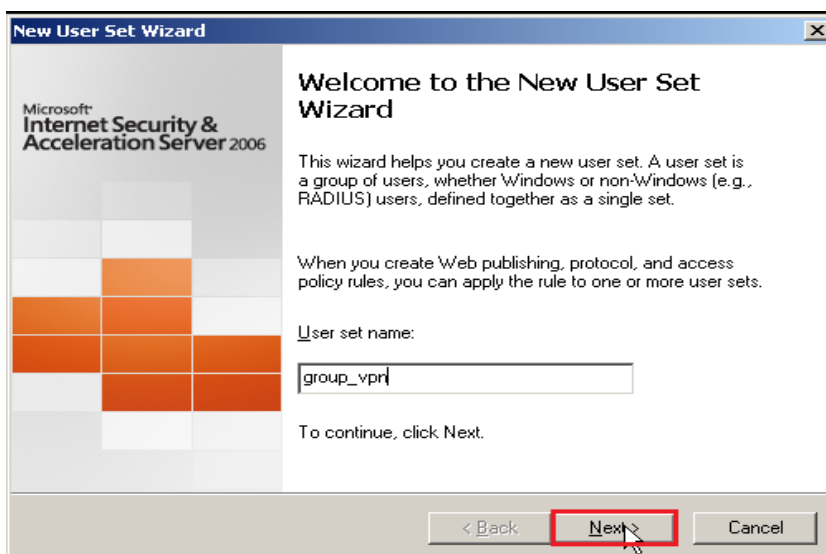 New User Set Wizard
Microsoft
Internet Security &
Acceleration Server 2006
Welcome to the New User Set
Wizard
This wizard helps you create a new user set. A user set is
a group of users, whether Windows or non-Windows (e.g.,
RADIUS) users, defined together as a single set.
When you create Web publishing, protocol, and access
policy rules, you can apply the rule to one or more user sets.
User set name:
group_vpn
To continue, click Next.
< Back
Next >
Cancel